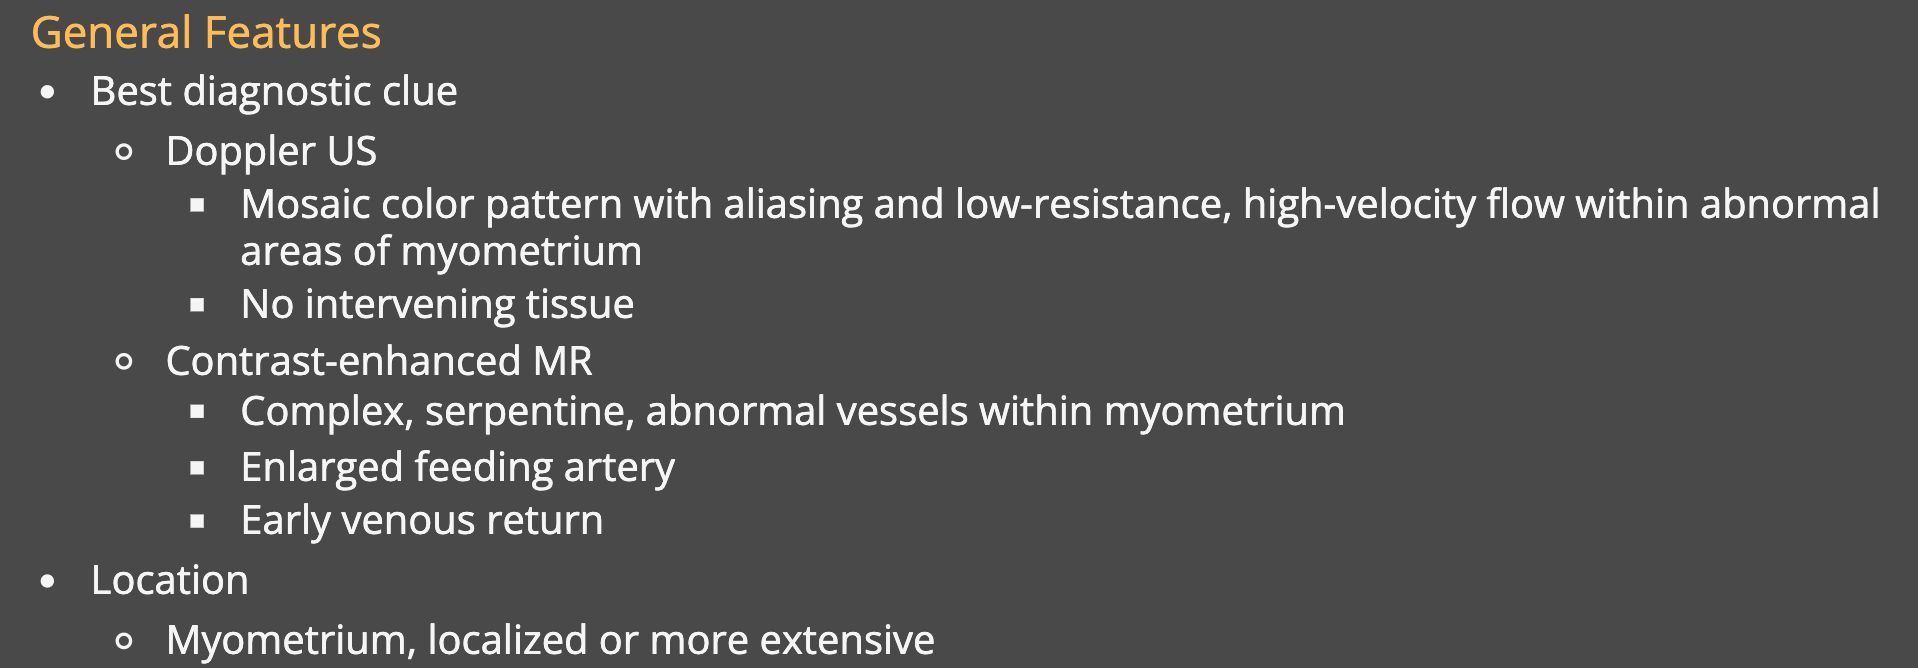 General Features
• Best diagnostic clue
○ Doppler US
▪ Mosaic color pattern with aliasing and low-resistance, high-velocity flow within abnormal
areas of myometrium
▪ No intervening tissue
○ Contrast-enhanced MR
▪ Complex, serpentine, abnormal vessels within myometrium
▪ Enlarged feeding artery
▪ Early venous return
• Location
○ Myometrium, localized or more extensive